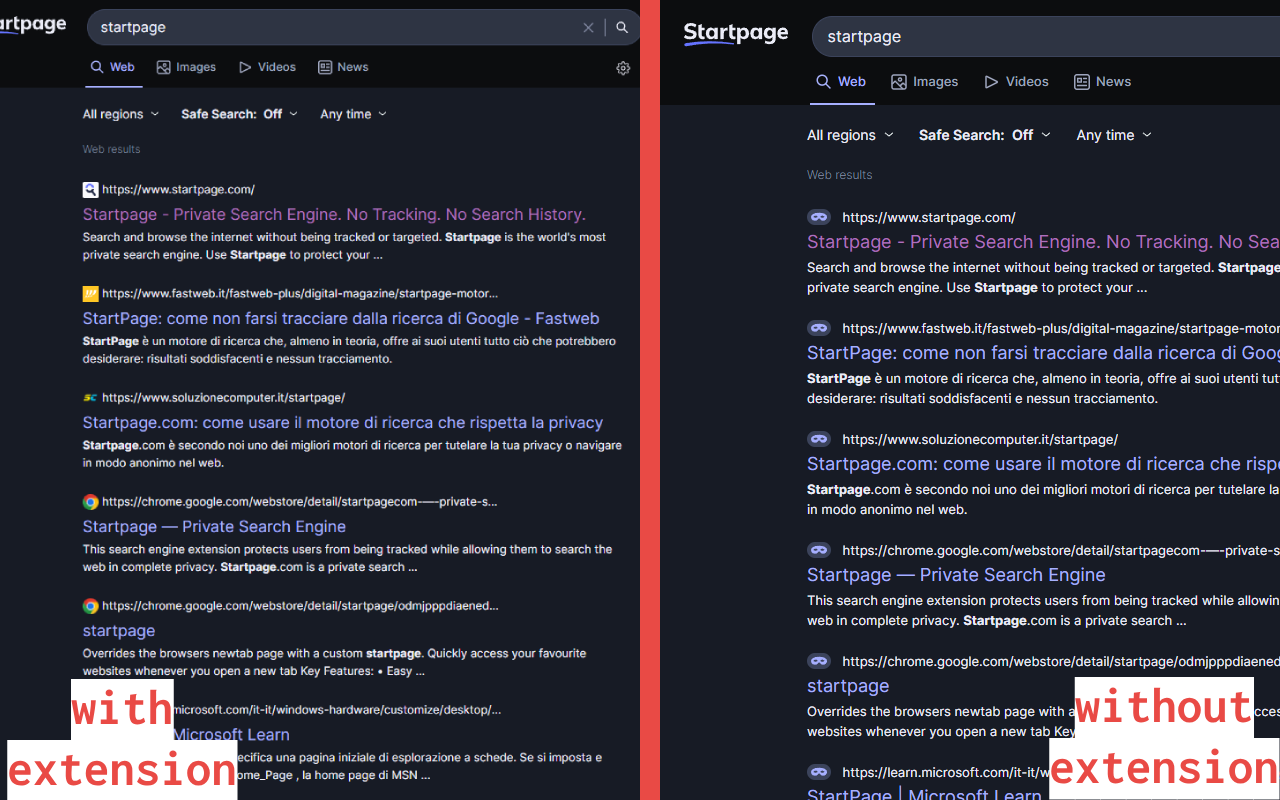 artpage
startpage
Web Images Videos News
All regions Safe Search: Off Any time
Web results
https://www.startpage.com/
Startpage - Private Search Engine. No Tracking. No Search History.
Search and browse the internet without being tracked or targeted. Startpage is the world's most
private search engine. Use Startpage to protect your ...
https://www.fastweb.it/fastweb-plus/digital-magazine/startpage-motor...
StartPage: come non farsi tracciare dalla ricerca di Google - Fastweb
StartPage è un motore di ricerca che, almeno in teoria, offre ai suoi utenti tutto ciò che potrebbero
desiderare: risultati soddisfacenti e nessun tracciamento.
SC https://www.soluzionecomputer.it/startpage/
Startpage.com: come usare il motore di ricerca che rispetta la privacy
Startpage.com è secondo noi uno dei migliori motori di ricerca per tutelare la tua privacy o navigare
in modo anonimo nel web.
https://chrome.google.com/webstore/detail/startpagecom-—-private-s...
Startpage — Private Search Engine
This search engine extension protects users from being tracked while allowing them to search the
web in complete privacy. Startpage.com is a private search ...
https://chrome.google.com/webstore/detail/startpage/odmjpppdiaened...
startpage
Overrides the browsers newtab page with a custom startpage. Quickly access your favourite
websites whenever you open a new tab Key Features: • Easy ...
microsoft.com/it-it/windows-hardware/customize/desktop/...
Microsoft Learn
ecifica una pagina iniziale di esplorazione a schede. Se si imposta e
ome_Page , la home page di MSN ...
with
extension
Startpage
startpage
Web Images Videos News
All regions Safe Search: Off Any time
Web results
https://www.startpage.com/
Startpage - Private Search Engine. No Tracking. No Sea
Search and browse the internet without being tracked or targeted. Startpage
private search engine. Use Startpage to protect your ...
https://www.fastweb.it/fastweb-plus/digital-magazine/startpage-motor
StartPage: come non farsi tracciare dalla ricerca di Goog
StartPage è un motore di ricerca che, almeno in teoria, offre ai suoi utenti tut
desiderare: risultati soddisfacenti e nessun tracciamento.
https://www.soluzionecomputer.it/startpage/
Startpage.com: come usare il motore di ricerca che rispe
Startpage.com è secondo noi uno dei migliori motori di ricerca per tutelare la
in modo anonimo nel web.
https://chrome.google.com/webstore/detail/startpagecom-—-private-s
Startpage — Private Search Engine
This search engine extension protects users from being tracked while allowin
web in complete privacy. Startpage.com is a private search ...
https://chrome.google.com/webstore/detail/startpage/odmjpppdiaened
startpage
Overrides the browsers newtab page with a cces
websites whenever you open a new tab Key
https://learn.microsoft.com/it-it/w
StartPage | Microsoft Learn
without
extension